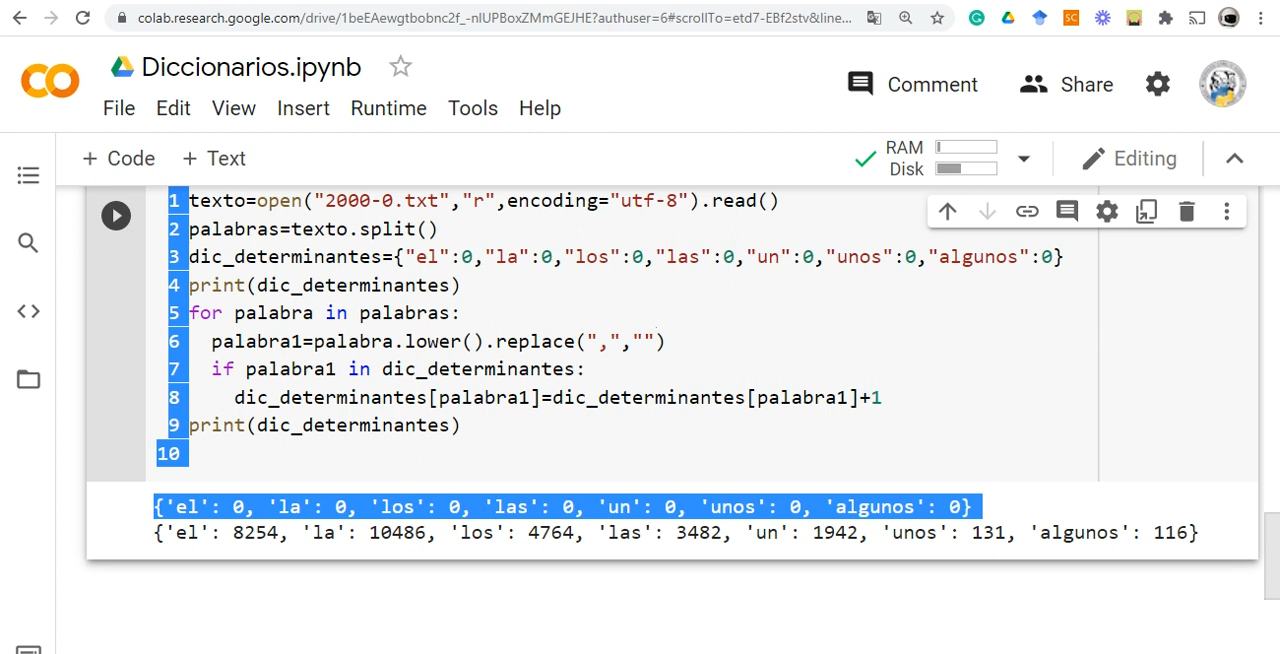 colab.research.google.com/drive/1beEAewgtbobnc2f_-nlUPBoxZMmGEJHE?authuser=6#scrollTo=etd7-EBf2stv&line...
SC
Diccionarios.ipynb
Comment
Share
File Edit View Insert Runtime Tools Help
+ Code + Text
RAM
Disk
Editing
1 texto=open("2000-0.txt","r",encoding="utf-8").read()
2 palabras=texto.split()
3 dic_determinantes={"el":0,"la":0,"los":0,"las":0,"un":0,"unos":0,"algunos":0}
4 print(dic_determinantes)
5 for palabra in palabras:
6   palabra1=palabra.lower().replace(",","")
7   if palabra1 in dic_determinantes:
8     dic_determinantes[palabra1]=dic_determinantes[palabra1]+1
9 print(dic_determinantes)
10
{'el': 0, 'la': 0, 'los': 0, 'las': 0, 'un': 0, 'unos': 0, 'algunos': 0}
{'el': 8254, 'la': 10486, 'los': 4764, 'las': 3482, 'un': 1942, 'unos': 131, 'algunos': 116}